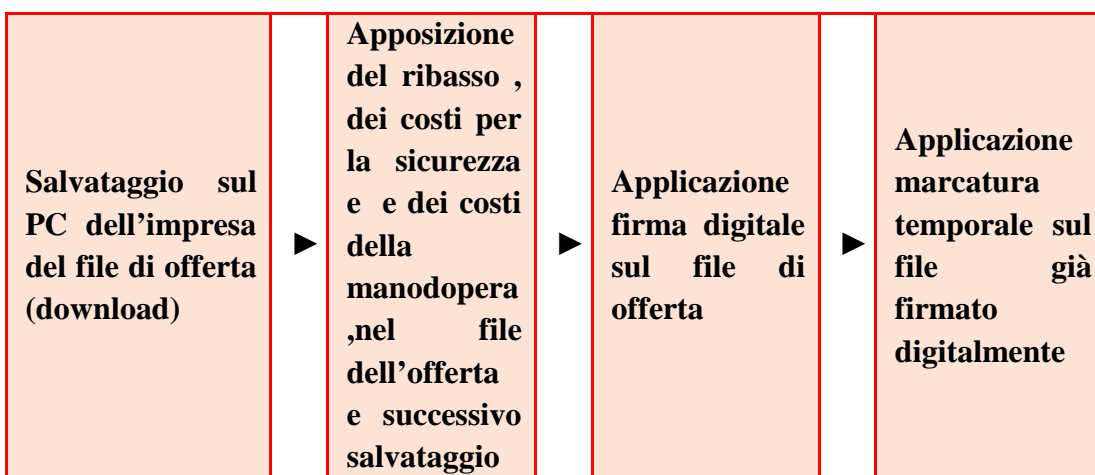 Salvataggio sul
PC dell’impresa
del file di offerta
(download)
►
Apposizione
del ribasso ,
dei costi per
la sicurezza
e e dei costi
della
manodopera
,nel file
dell’offerta
e successivo
salvataggio
►
Applicazione
firma digitale
sul file di
offerta
►
Applicazione
marcatura
temporale sul
file già
firmato
digitalmente